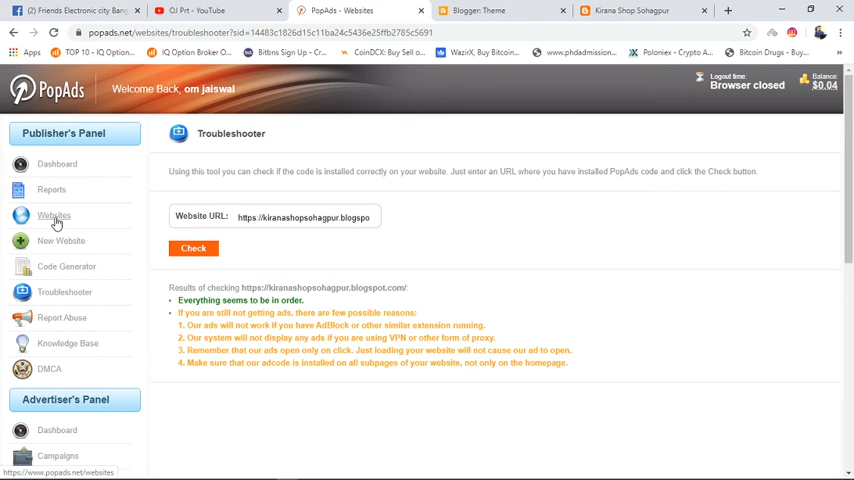 (2) Friends Electronic city Bang
OJ Prt - YouTube
PopAds - Websites
Blogger: Theme
Kirana Shop Sohagpur
popads.net/websites/troubleshooter?sid=14483c1826d15c11ba24c5436e25ffb2785c5691
Apps
TOP 10 - IQ Option...
IQ Option Broker O...
Bitbns Sign Up - Cr...
CoinDCX: Buy Sell o...
WazirX, Buy Bitcoin...
www.phdadmission...
Poloniex - Crypto A...
Bitcoin Drugs - Buy...
PopAds
Welcome Back, om jaiswal
Logout time:
Browser closed
Balance:
$0.04
Publisher's Panel
Dashboard
Reports
Websites
New Website
Code Generator
Troubleshooter
Report Abuse
Knowledge Base
DMCA
Advertiser's Panel
Dashboard
Campaigns
https://www.popads.net/websites
Troubleshooter
Using this tool you can check if the code is installed correctly on your website. Just enter an URL where you have installed PopAds code and click the Check button.
Website URL: https://kiranashopsohagpur.blogspo
Check
Results of checking https://kiranashopsohagpur.blogspot.com/:
• Everything seems to be in order.
• If you are still not getting ads, there are few possible reasons:
1. Our ads will not work if you have AdBlock or other similar extension running.
2. Our system will not display any ads if you are using VPN or other form of proxy.
3. Remember that our ads open only on click. Just loading your website will not cause our ad to open.
4. Make sure that our adcode is installed on all subpages of your website, not only on the homepage.